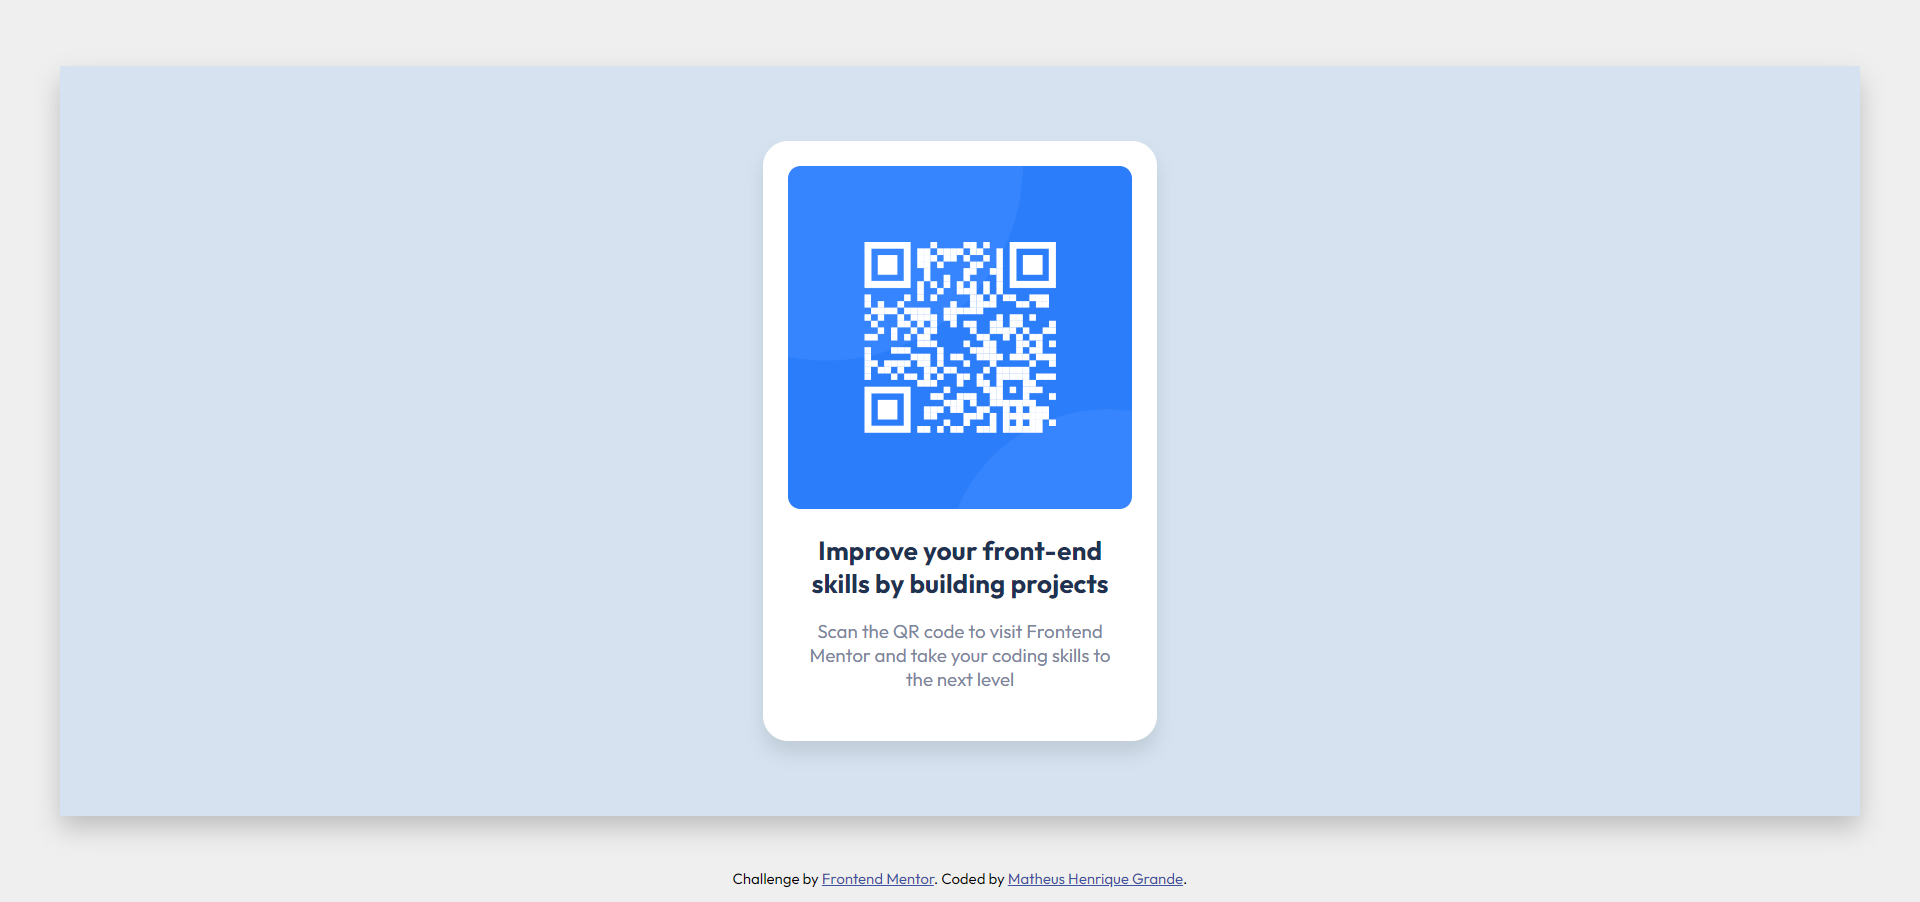 Improve your front-end
skills by building projects
Scan the QR code to visit Frontend
Mentor and take your coding skills to
the next level
Challenge by Frontend Mentor. Coded by Matheus Henrique Grande.